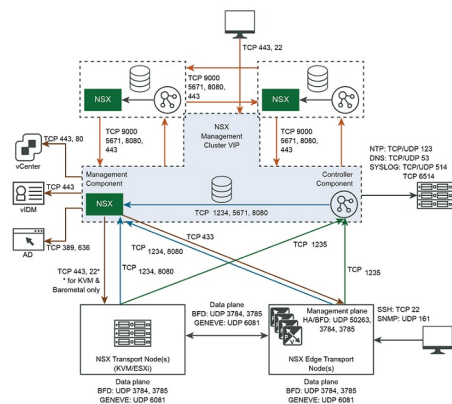 TCP 443, 22
TCP 9000
5671, 8080,
443
NSX
NSX
TCP 9000
5671, 8080,
443
NSX
Management
Cluster VIP
TCP 9000
5671, 8080,
443
TCP 443, 80
vCenter
Management
Component
Controller
Component
NTP: TCP/UDP 123
DNS: TCP/UDP 53
SYSLOG: TCP/UDP 514
TCP 6514
TCP 443
vIDM
NSX
TCP 1234, 5671, 8080
AD
TCP 389, 636
TCP 433
TCP 443, 22*
* for KVM &
Baremetal only
TCP
1234, 8080
TCP
1234, 8080
TCP 1235
TCP
1235
NSX Transport Node(s)
(KVM/ESXi)
Data plane
BFD: UDP 3784, 3785
GENEVE: UDP 6081
Management plane
HA/BFD: UDP 50263,
3784, 3785
NSX Edge Transport
Node(s)
SSH: TCP 22
SNMP: UDP 161
Data plane
BFD: UDP 3784, 3785
GENEVE: UDP 6081
Data plane
BFD: UDP 3784, 3785
GENEVE: UDP 6081